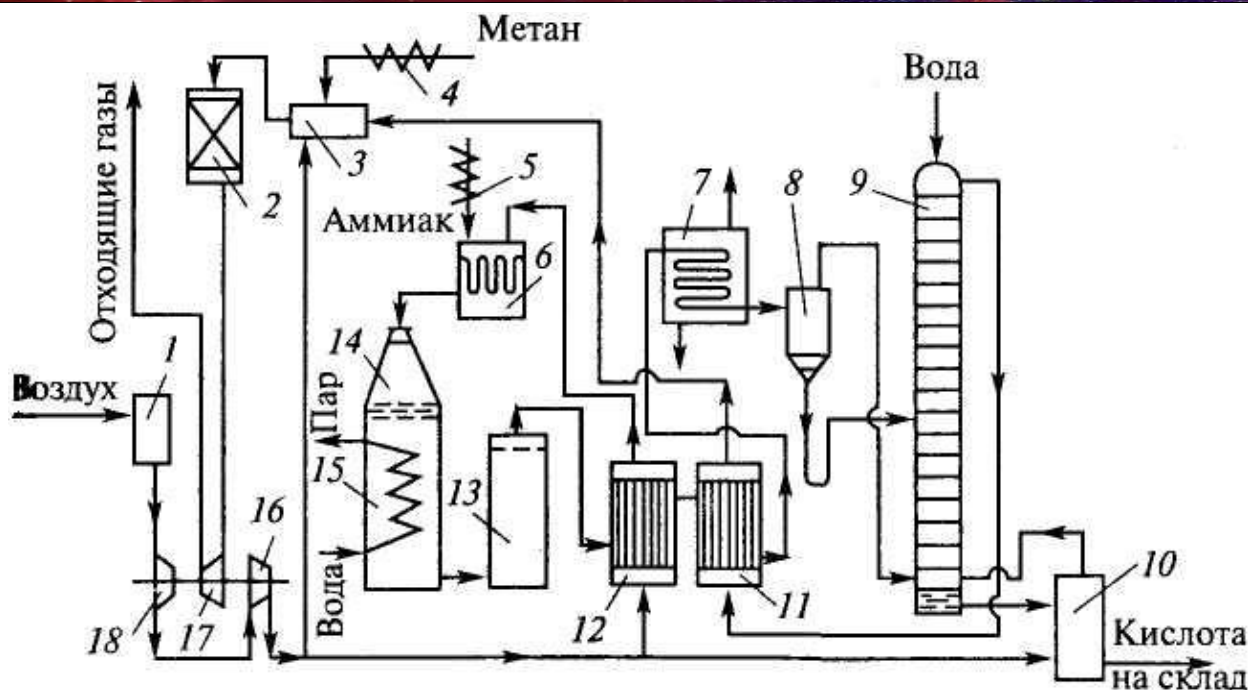 Метан
Вода
4
3
2
5
Аммиак
6
7
8
9
Отходящие газы
1
Воздух
14
Пар
15
13
16
Вода
18
17
12
11
10
Кислота
на склад